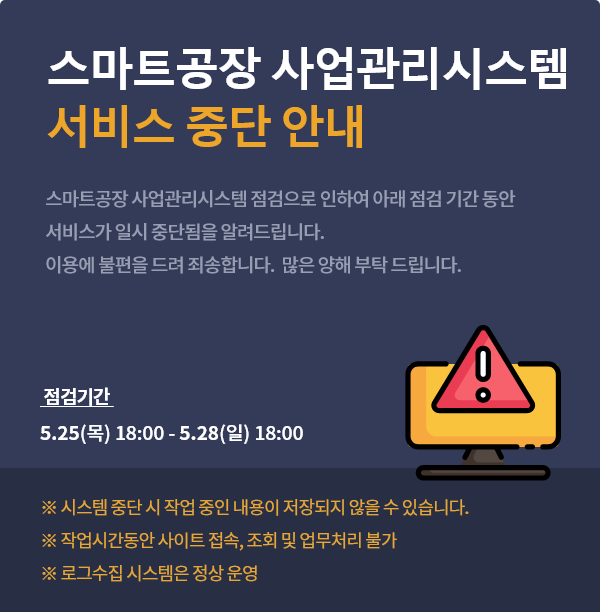 스마트공장 사업관리시스템
서비스 중단 안내
스마트공장 사업관리시스템 점검으로 인하여 아래 점검 기간 동안
서비스가 일시 중단됨을 알려드립니다.
이용에 불편을 드려 죄송합니다. 많은 양해 부탁 드립니다.
점검기간
5.25(목) 18:00 - 5.28(일) 18:00
※ 시스템 중단 시 작업 중인 내용이 저장되지 않을 수 있습니다.
※ 작업시간동안 사이트 접속, 조회 및 업무처리 불가
※ 로그수집 시스템은 정상 운영